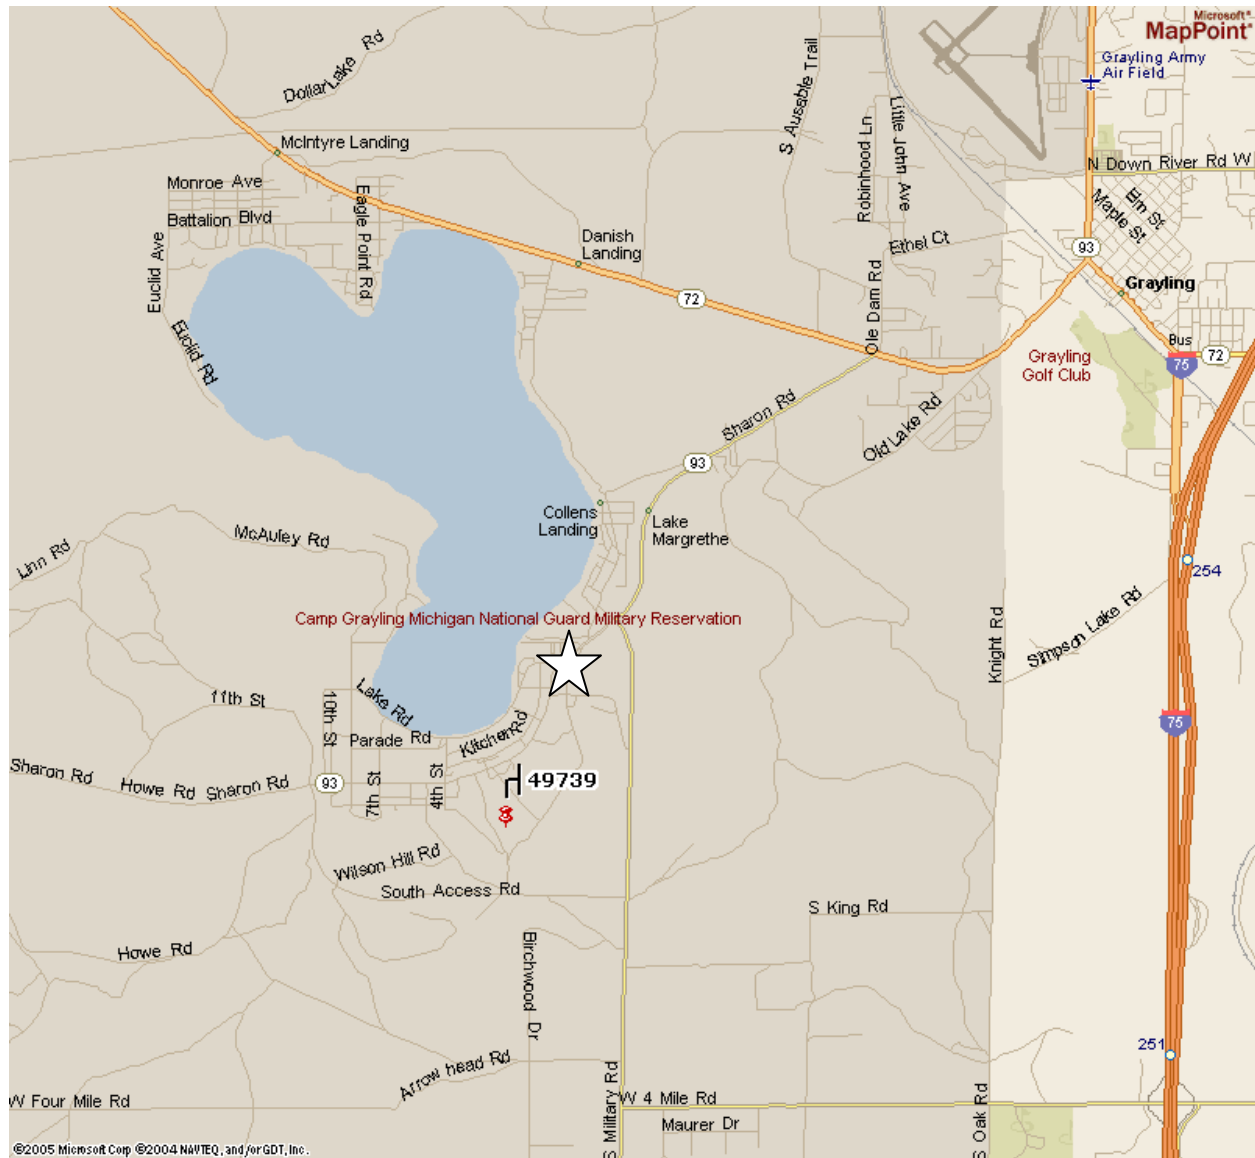 Microsoft®
MapPoint®
Grayling Army
Air Field
Dollar Lake Rd
S Ausable Trail
McIntyre Landing
Robinhood Ln
Little John Ave
N Down River Rd W
Monroe Ave
Eagle Point Rd
Elm St
Maple St
Battalion Blvd
Euclid Ave
Danish
Landing
Ethel Ct
93
Grayling
72
Ole Dam Rd
Euclid Rd
Bus
72
75
Grayling
Golf Club
Sharon Rd
Old Lake Rd
93
Collens
Landing
Lake
Margrethe
McAuley Rd
Linn Rd
254
Camp Grayling Michigan National Guard Military Reservation
Simpson Lake Rd
Knight Rd
11th St
10th St
Lake Rd
75
Parade Rd
Kitchen Rd
Sharon Rd
Howe Rd Sharon Rd
93
7th St
4th St
49739
Wilson Hill Rd
South Access Rd
S King Rd
Howe Rd
Birchwood Dr
251
Arrow head Rd
W Four Mile Rd
S Military Rd
W 4 Mile Rd
Maurer Dr
S Oak Rd
©2005 Microsoft Corp ©2004 NAVTEQ, and/or GDT, Inc.